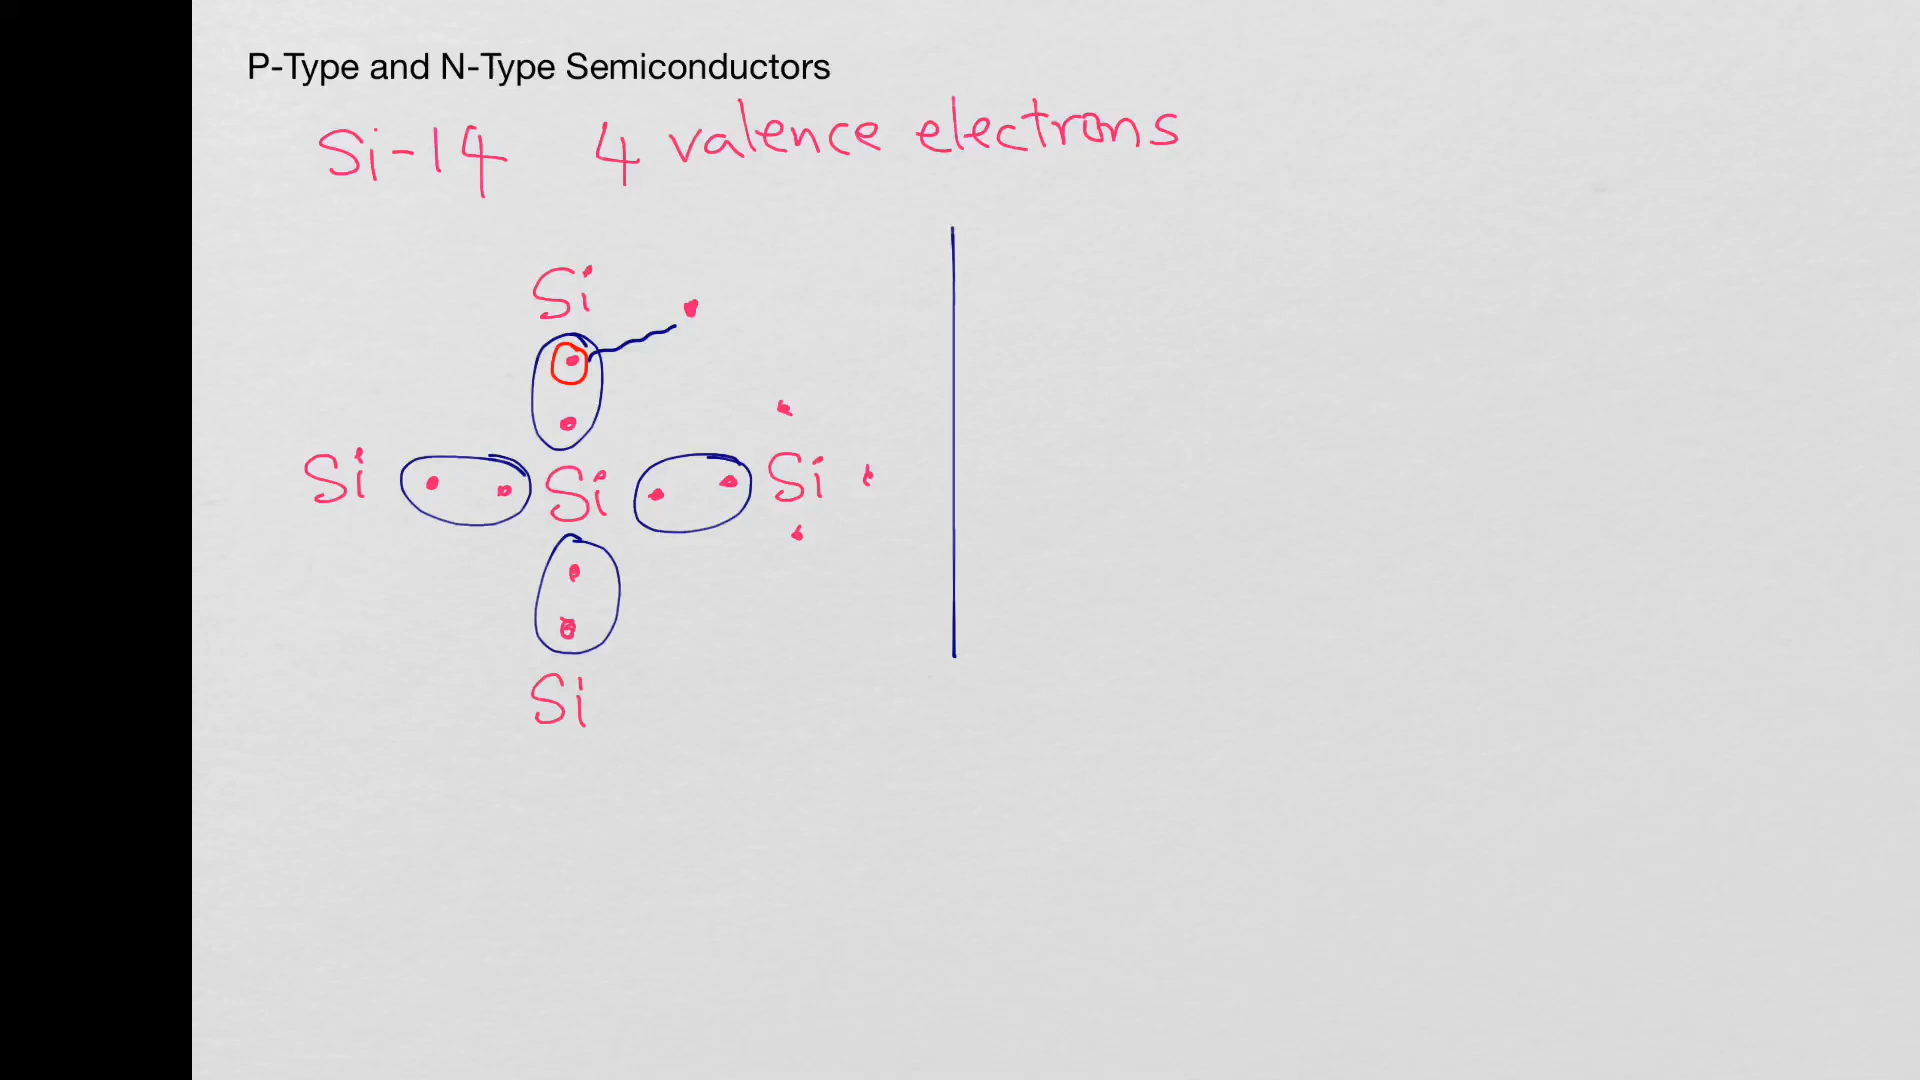 P-Type and N-Type Semiconductors
Si-14 4 valence electrons
Si
Si Si Si
Si